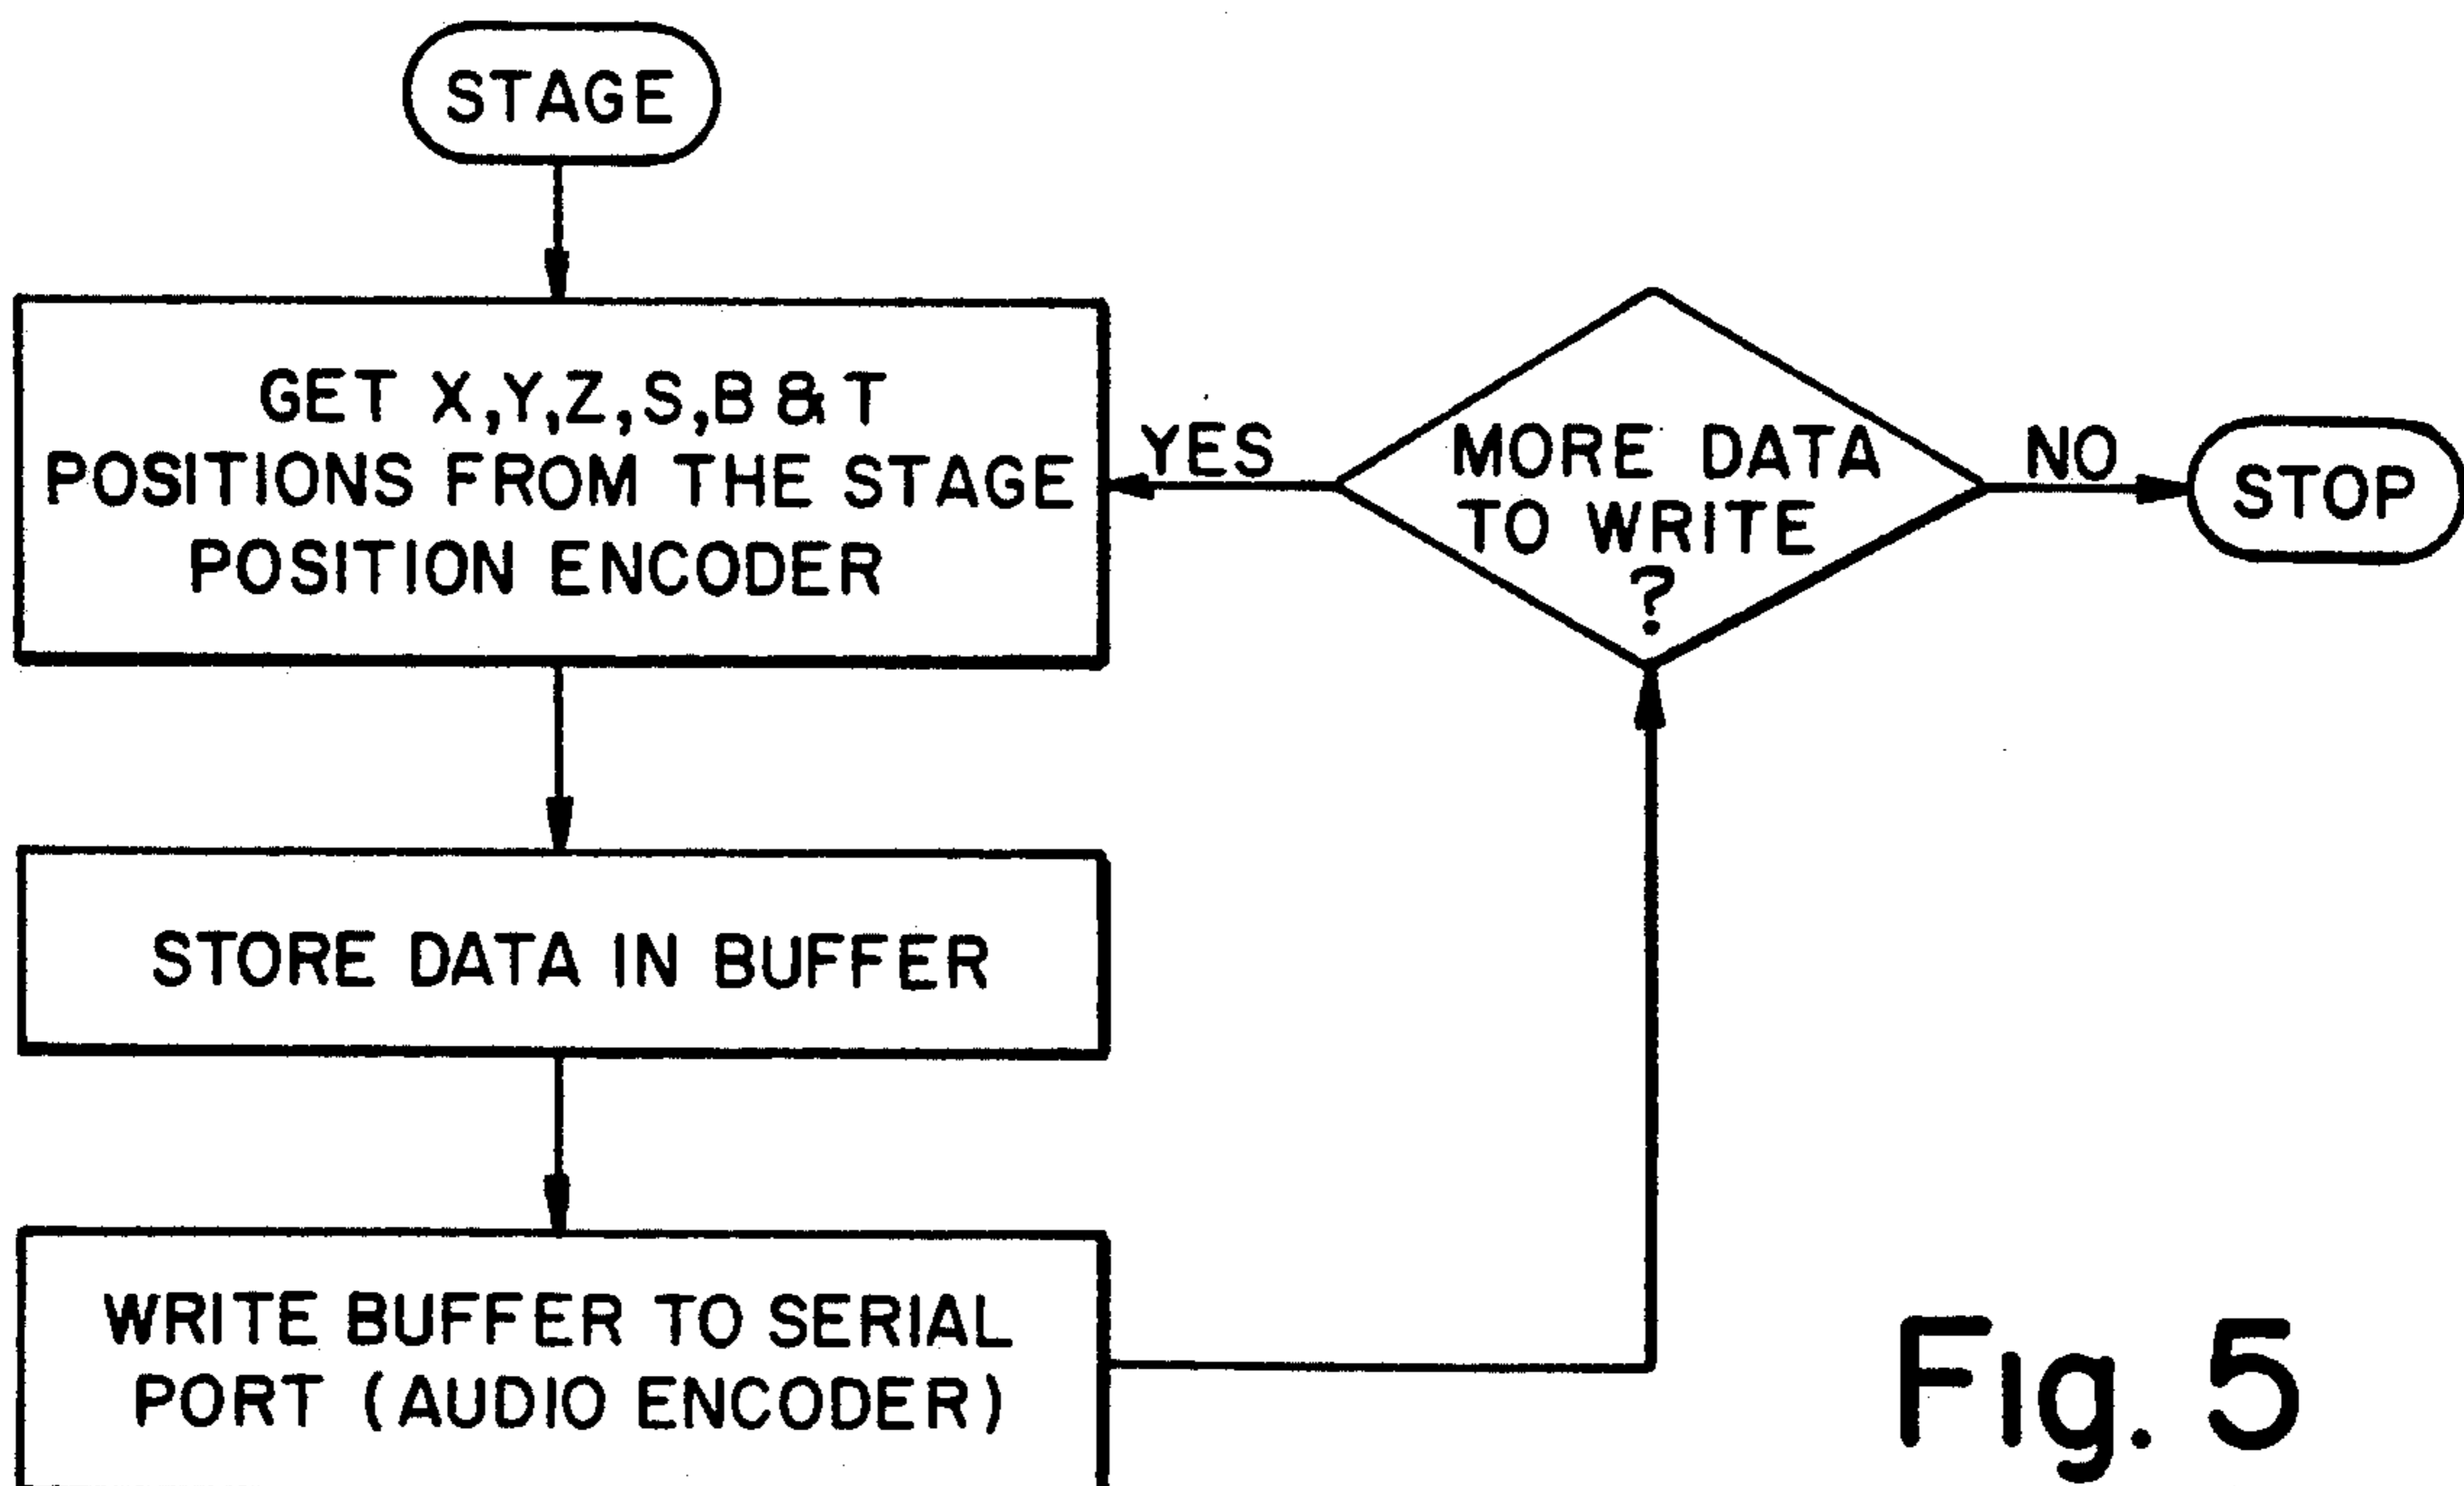 STAGE
GET X,Y,Z,S,B & T
POSITIONS FROM THE STAGE
POSITION ENCODER
STORE DATA IN BUFFER
WRITE BUFFER TO SERIAL
PORT (AUDIO ENCODER)
YES
MORE DATA
TO WRITE
?
NO
STOP
Fig. 5